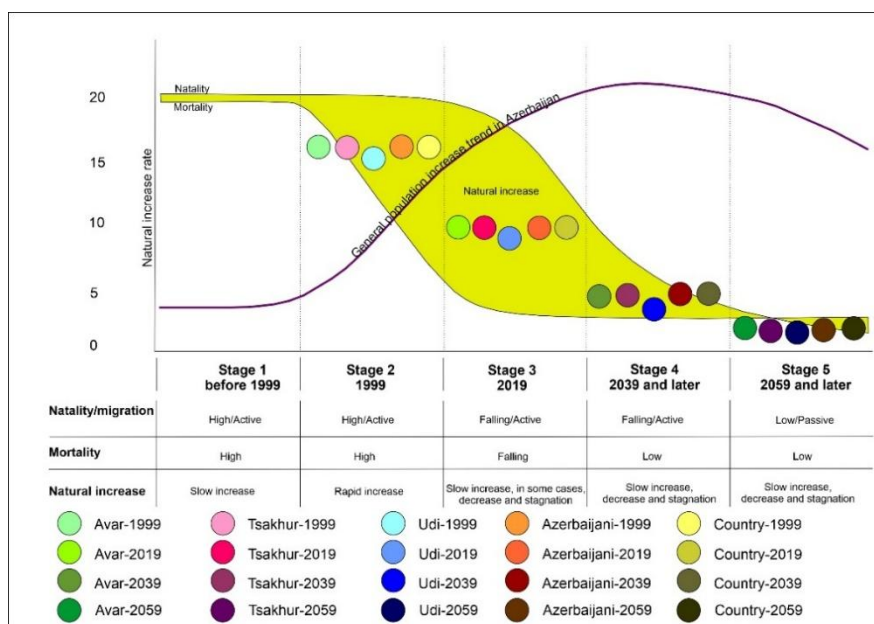 Natality
Mortality
20
15
10
5
0
Natural increase rate
General population increase trend in Azerbaijan
Natural increase
Stage 1
before 1999
Stage 2
1999
Stage 3
2019
Stage 4
2039 and later
Stage 5
2059 and later
Natality/migration
High/Active
High/Active
Falling/Active
Falling/Active
Low/Passive
Mortality
High
High
Falling
Low
Low
Natural increase
Slow increase
Rapid increase
Slow increase, in some cases,
decrease and stagnation
Slow increase,
decrease and stagnation
Slow increase,
decrease and stagnation
Avar-1999
Tsakhur-1999
Udi-1999
Azerbaijani-1999
Country-1999
Avar-2019
Tsakhur-2019
Udi-2019
Azerbaijani-2019
Country-2019
Avar-2039
Tsakhur-2039
Udi-2039
Azerbaijani-2039
Country-2039
Avar-2059
Tsakhur-2059
Udi-2059
Azerbaijani-2059
Country-2059